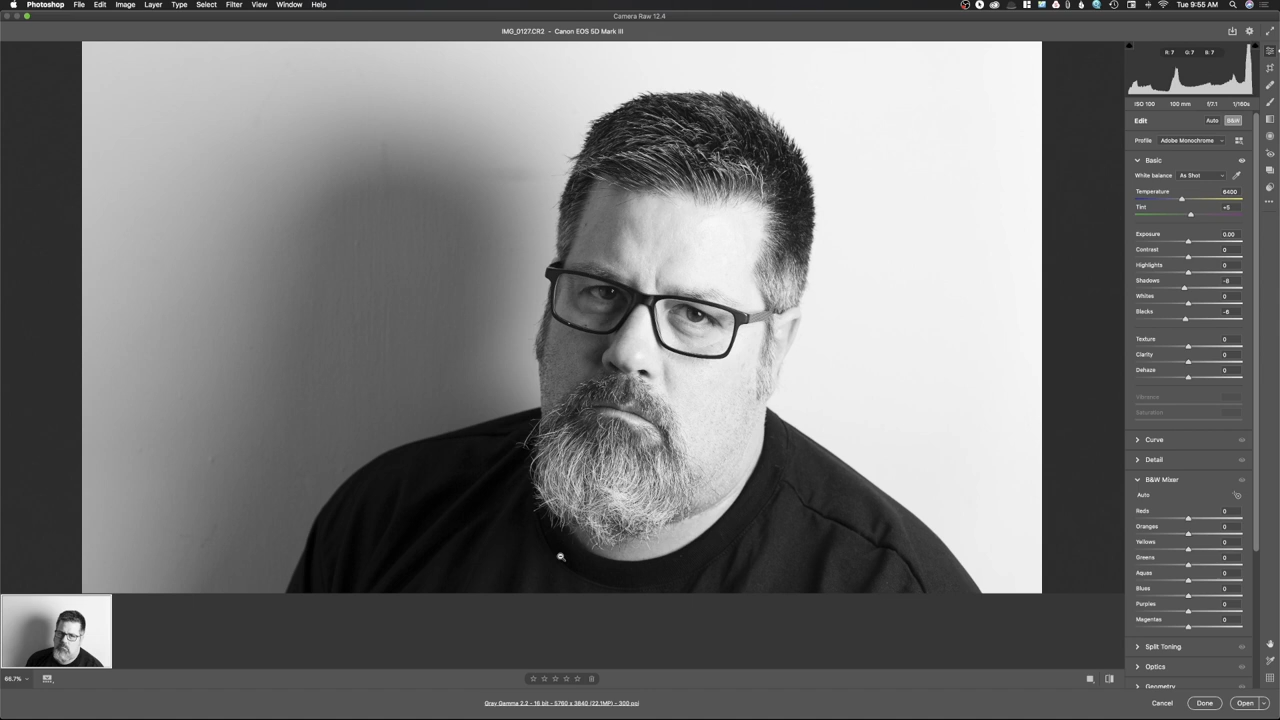 Photoshop File Edit Image Layer Type Select Filter View Window Help Tue 9:55 AM
Camera Raw 12.4
IMG_0127.CR2 - Canon EOS 5D Mark III
R: 7 G: 7 B: 7
ISO 100 100 mm f/7.1 1/160s
Edit Auto B&W
Profile Adobe Monochrome
Basic
White balance As Shot
Temperature 6400
Tint +5
Exposure 0.00
Contrast 0
Highlights 0
Shadows -8
Whites 0
Blacks -6
Texture 0
Clarity 0
Dehaze 0
Vibrance
Saturation
Curve
Detail
B&W Mixer
Auto
Reds 0
Oranges 0
Yellows 0
Greens 0
Aquas 0
Blues 0
Purples 0
Magentas 0
Split Toning
Optics
Geometry
66.7%
Gray Gamma 2.2 - 16 bit - 5760 x 3840 (22.1MP) - 300 ppi
Cancel Done Open